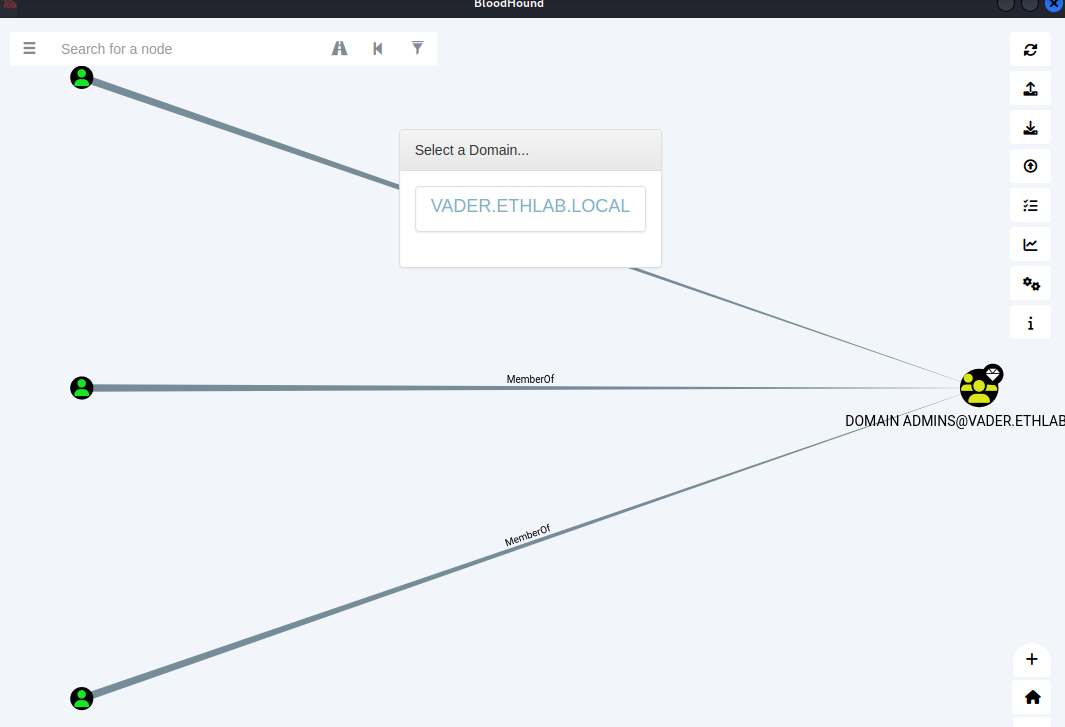 BloodHound
Search for a node
Select a Domain...
VADER.ETHLAB.LOCAL
MemberOf
DOMAIN ADMINS@VADER.ETHLAB
MemberOf